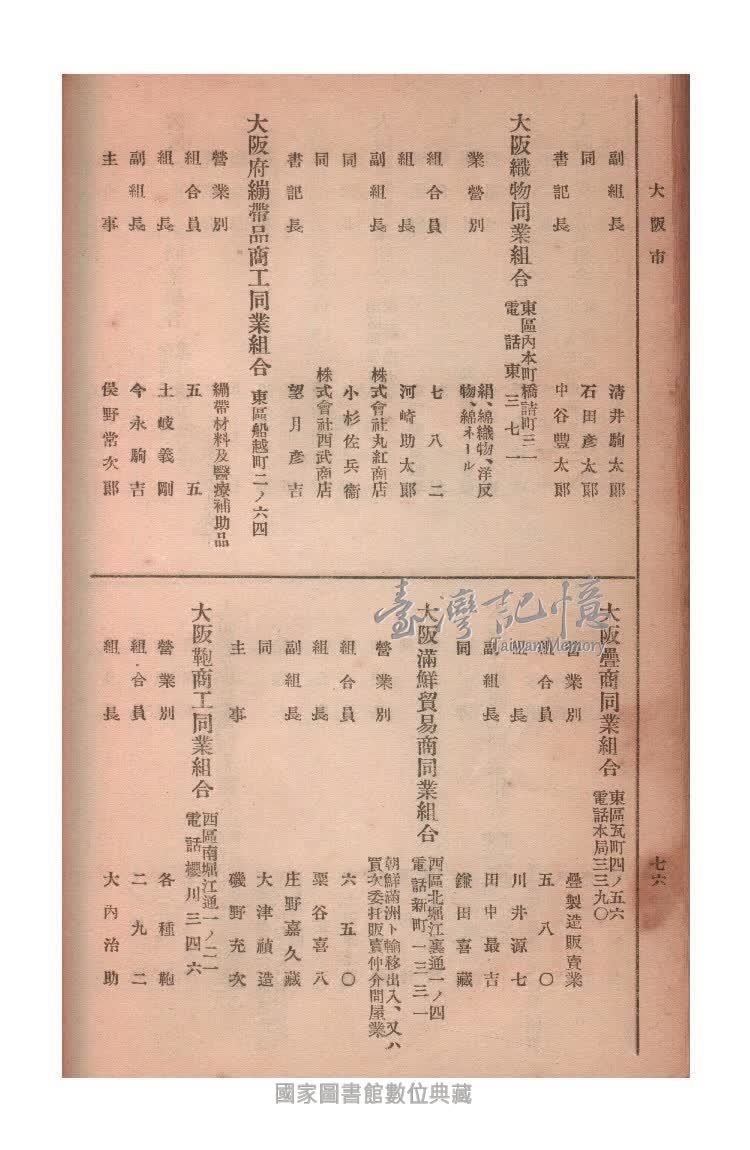 大阪市
七六
副組長 清井駒太郎
同 石田彥太郎
書記長 中谷豐太郎
大阪織物同業組合
東區內本町橋詰町三一
電話東三七一
業營別 絹、綿織物、洋反
物、綿ネール
組合員 七八二
組長 河崎助太郎
副組長 株式會社丸紅商店
同 小杉佐兵衞
同 株式會社西武商店
書記長 望月彥吉
大阪府繃帶品商工同業組合
東區船越町二ノ六四
營業別 繃帶材料及醫療補助品
組合員 五五
組長 土岐義剛
副組長 今永駒吉
主事 俣野常次郎
大阪疊商同業組合
東區瓦町四ノ五六
電話本局三三九〇
營業別 疊製造販賣業
組合員 五八〇
組長 川井源七
副組長 田中最吉
同 鎌田喜藏
大阪滿鮮貿易商同業組合
西區北堀江裏通一ノ四
電話新町一二三一
營業別 朝鮮滿洲ト輸移出入、又ハ
買次委托販賣仲介問屋業
組合員 六五〇
組長 粟谷喜八
副組長 庄野嘉久藏
同 大津禎造
主事 磯野充次
大阪鞄商工同業組合
西區南堀江通一ノ二一
電話櫻川三四六
營業別 各種鞄
組合員 二九二
組長 大內治助
臺灣記憶
Taiwan Memory
國家圖書館數位典藏